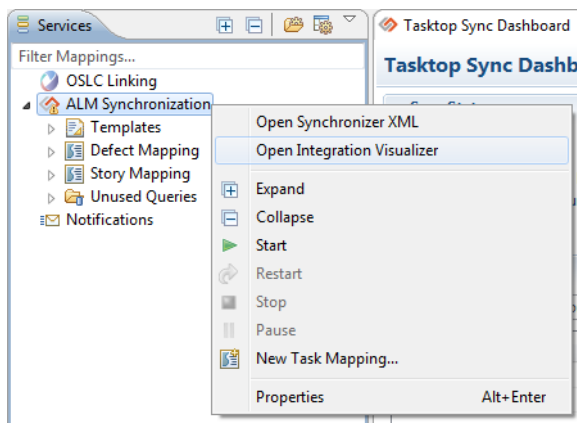 Services
Tasktop Sync Dashboard
Filter Mappings...
Tasktop Sync Dashb
OSLC Linking
ALM Synchronization
Open Synchronizer XML
Templates
Open Integration Visualizer
Defect Mapping
Story Mapping
Expand
Unused Queries
Collapse
Notifications
Start
Restart
Stop
Pause
New Task Mapping...
Properties Alt+Enter